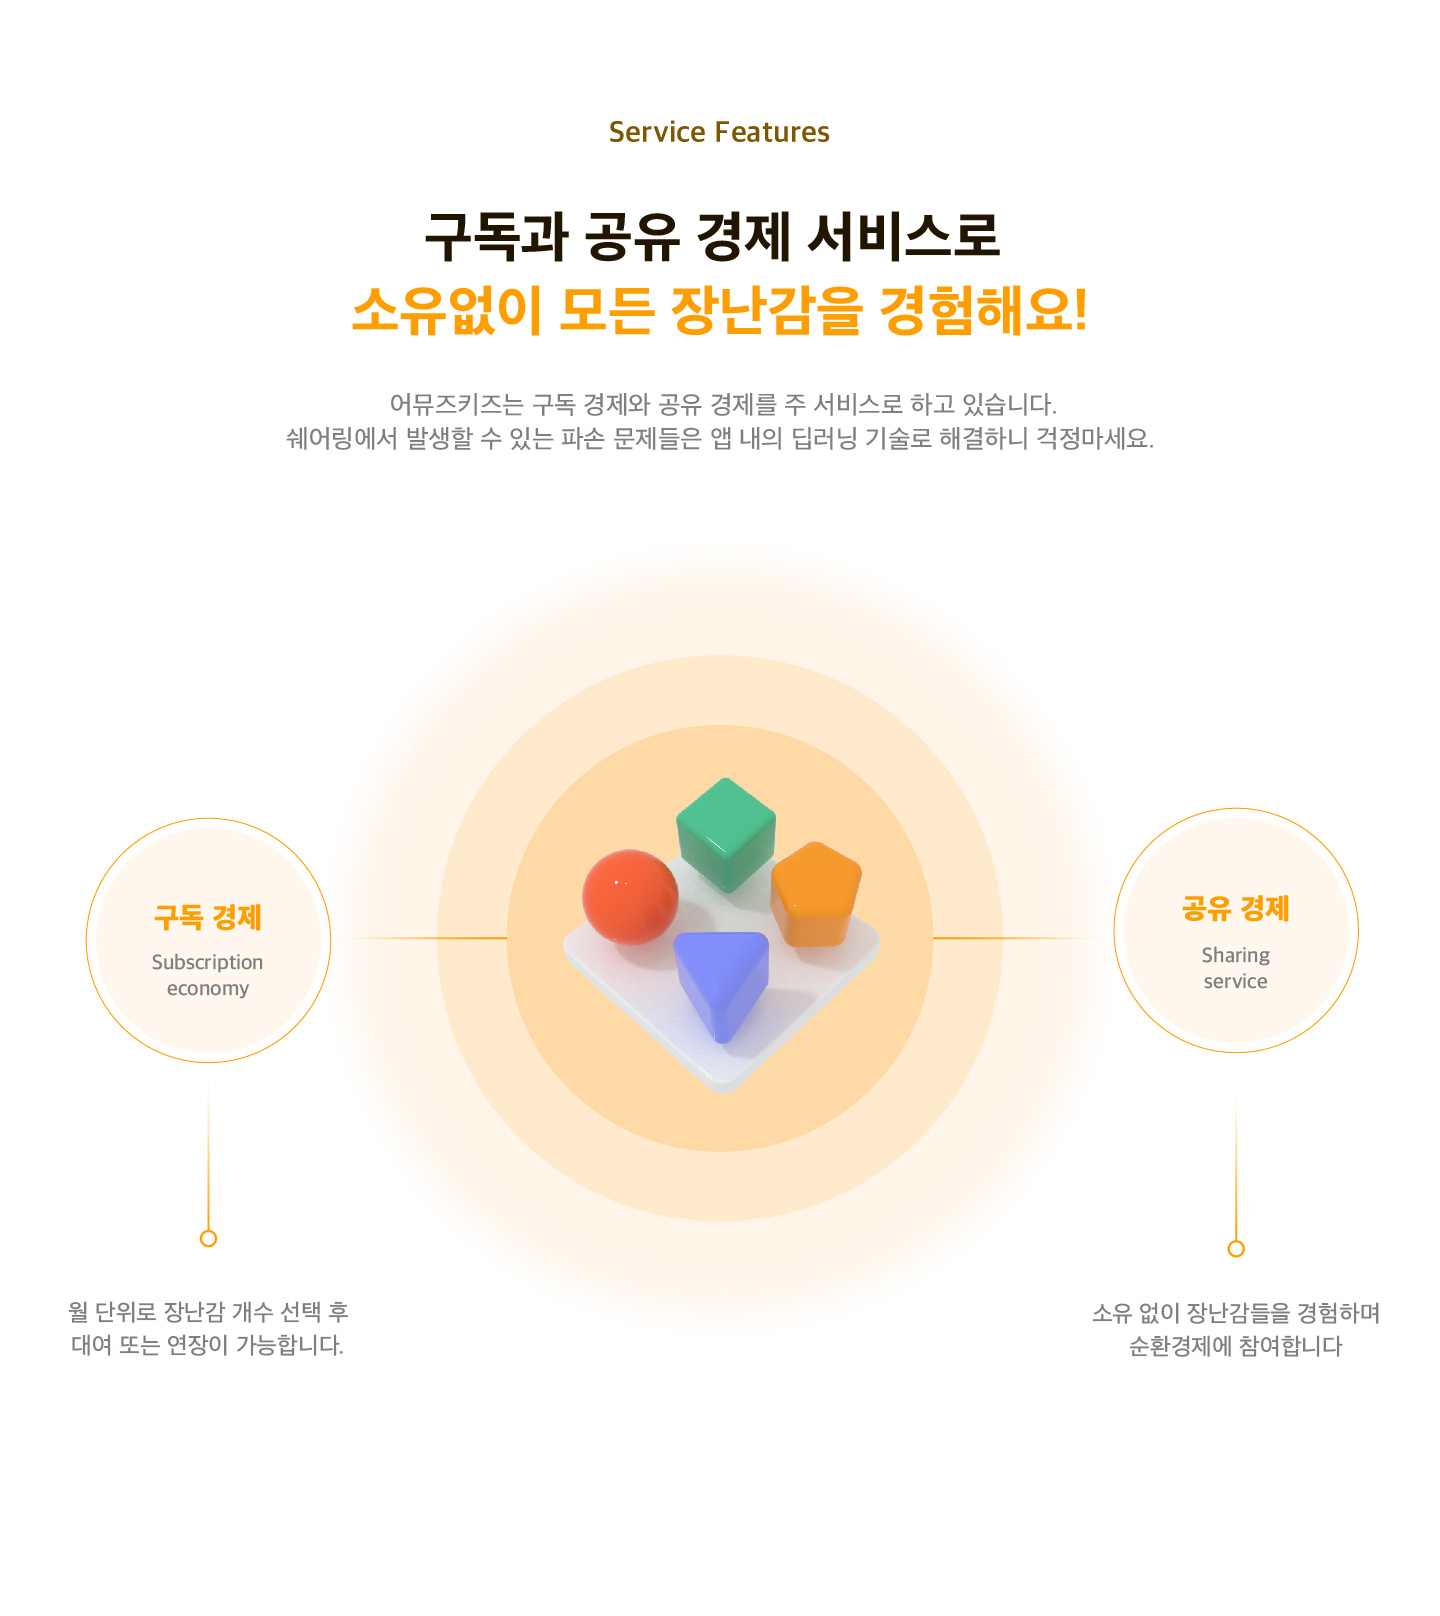 Service Features
구독과 공유 경제 서비스로
소유없이 모든 장난감을 경험해요!
어뮤즈키즈는 구독 경제와 공유 경제를 주 서비스로 하고 있습니다.
쉐어링에서 발생할 수 있는 파손 문제들은 앱 내의 딥러닝 기술로 해결하니 걱정마세요.
구독 경제
Subscription
economy
월 단위로 장난감 개수 선택 후
대여 또는 연장이 가능합니다.
공유 경제
Sharing
service
소유 없이 장난감들을 경험하며
순환경제에 참여합니다